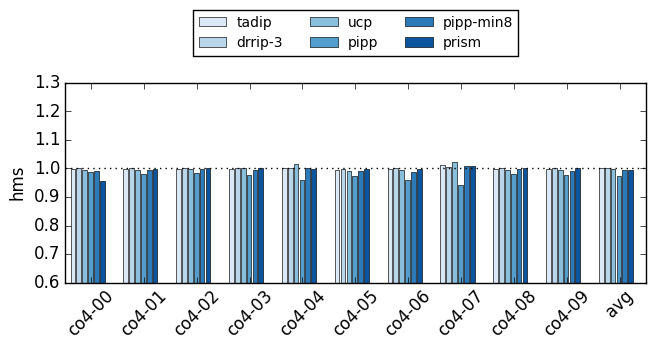 tadip ucp pipp-min8
drrip-3 pipp prism
1.3
1.2
1.1
1.0
0.9
0.8
0.7
0.6
hms
co4-00 co4-01 co4-02 co4-03 co4-04 co4-05 co4-06 co4-07 co4-08 co4-09 avg